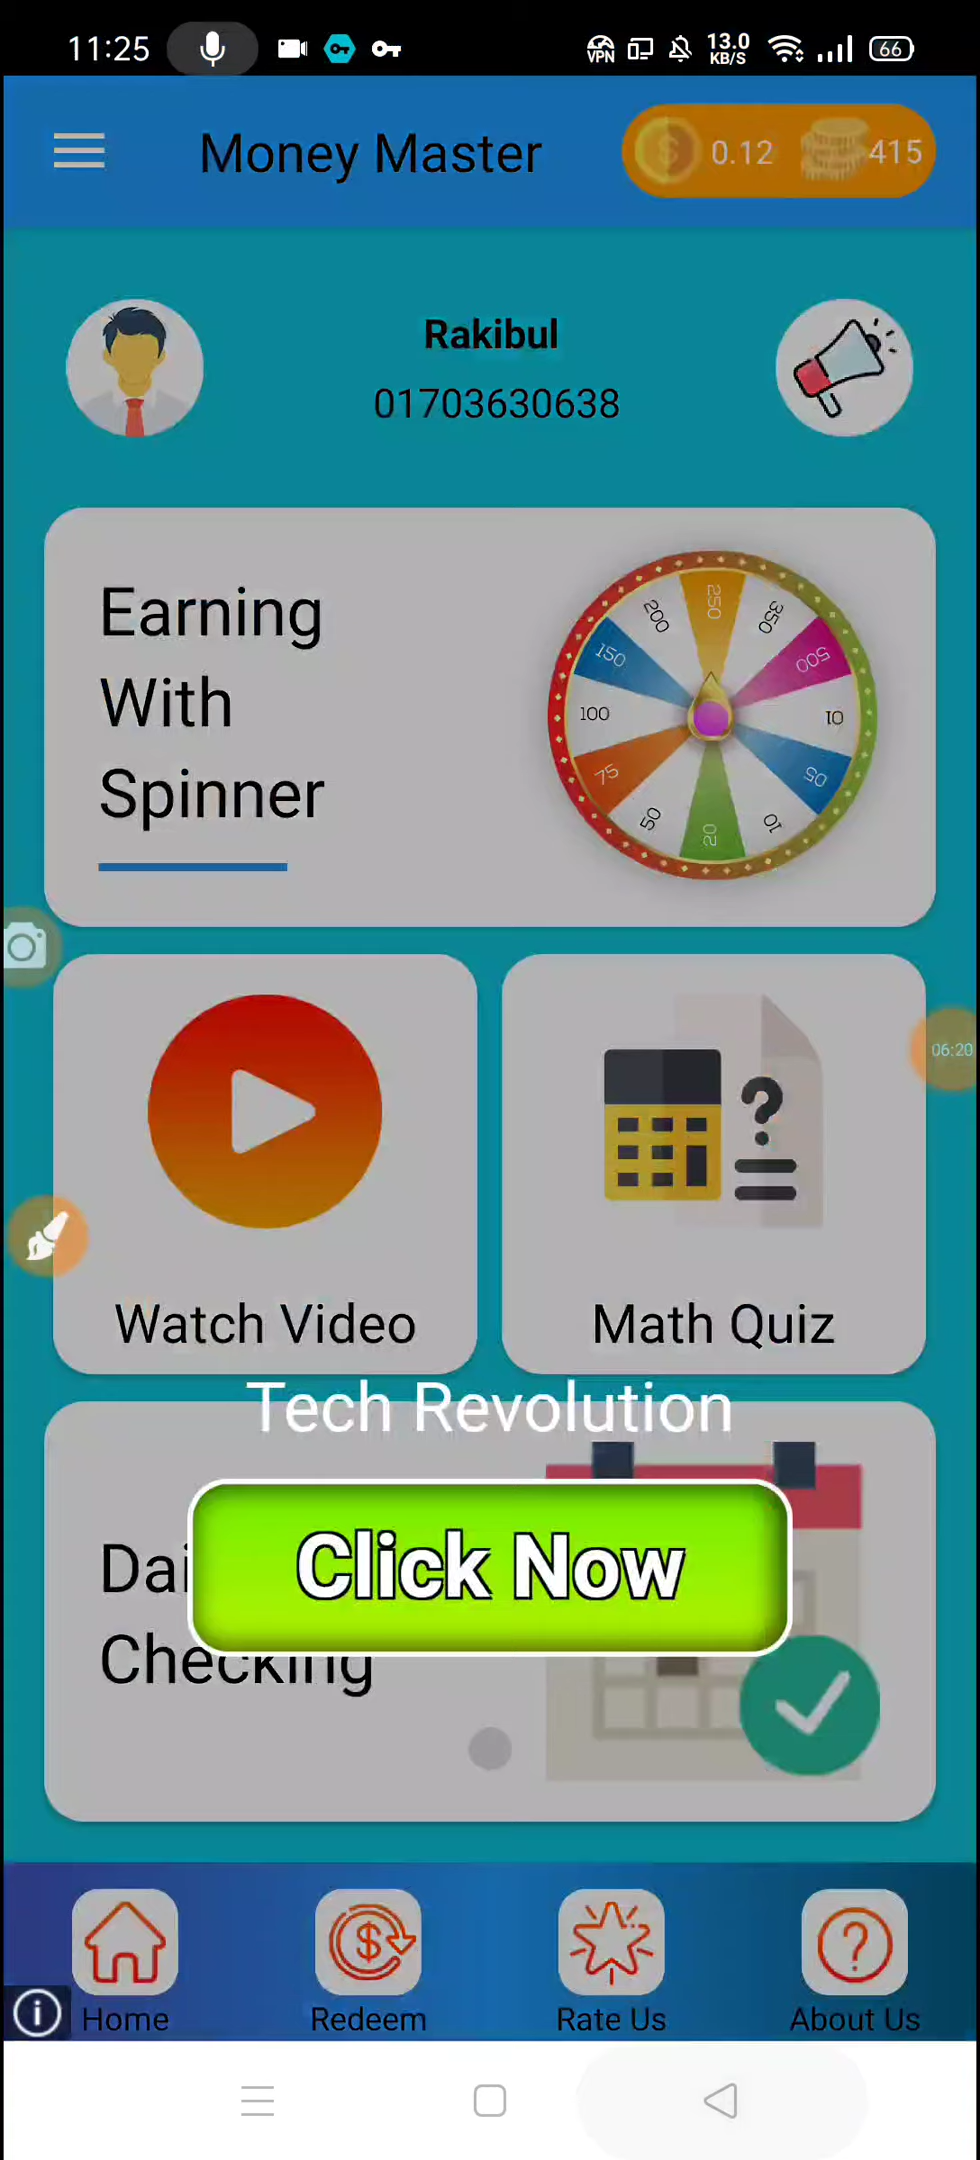 11:25
VPN
13.0
KB/S
66
Money Master
0.12
415
Rakibul
01703630638
Earning
With
Spinner
250
350
500
10
05
10
20
50
75
100
150
200
06:20
Watch Video
Math Quiz
Tech Revolution
Click Now
Dai
Checking
Home
Redeem
Rate Us
About Us